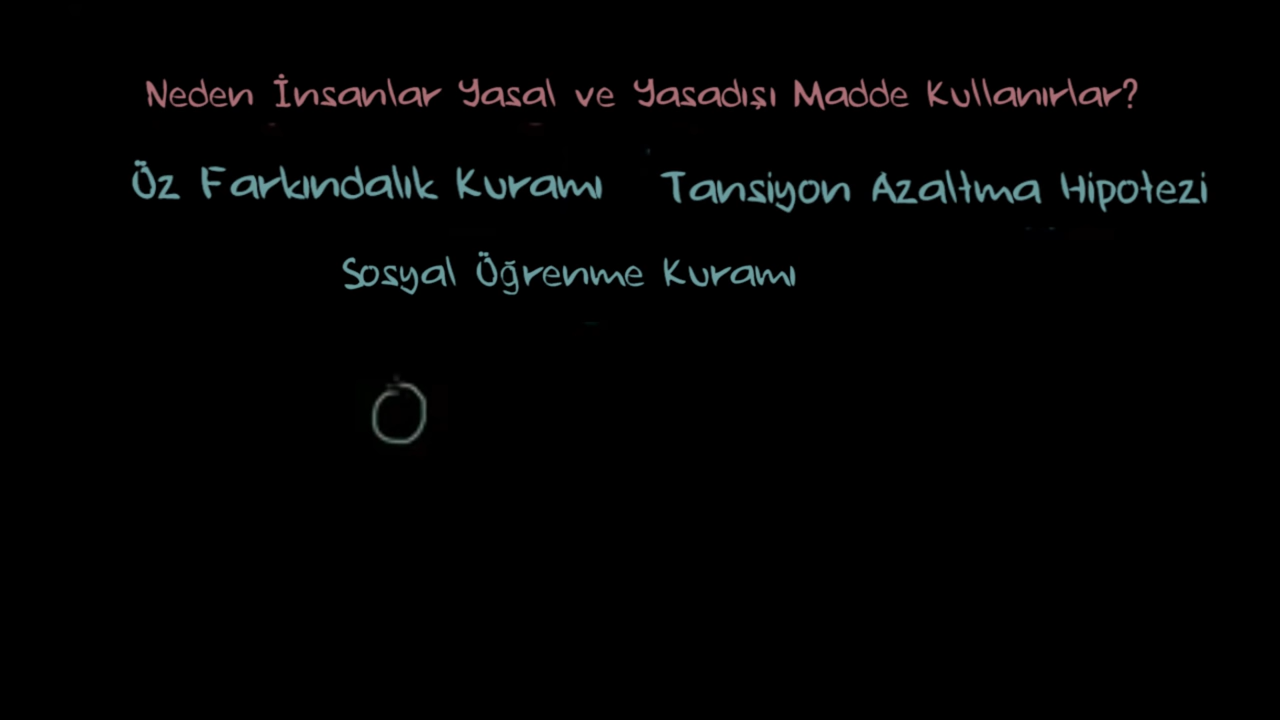 Neden İnsanlar Yasal ve Yasadışı Madde Kullanırlar?
Öz Farkındalık Kuramı Tansiyon Azaltma Hipotezi
Sosyal Öğrenme Kuramı